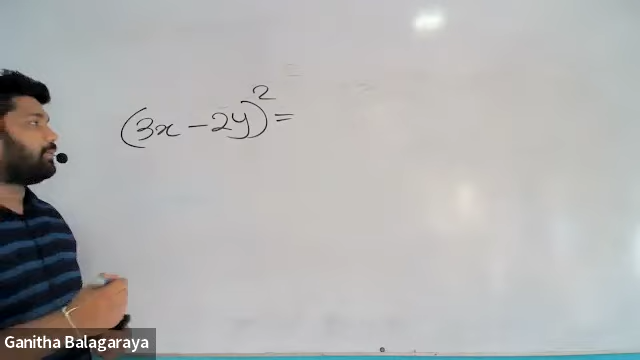 (3x - 2y)² =
Ganitha Balagaraya